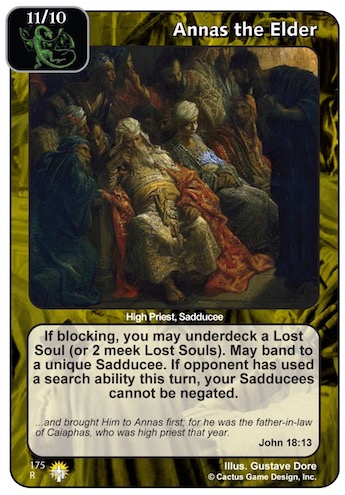 11/10
Annas the Elder
High Priest, Sadducee
If blocking, you may underdeck a Lost
Soul (or 2 meek Lost Souls). May band to
a unique Sadducee. If opponent has used
a search ability this turn, your Sadducees
cannot be negated.
...and brought Him to Annas first; for he was the father-in-law
of Caiaphas, who was high priest that year.
John 18:13
175
R
Illus. Gustave Dore
© Cactus Game Design, Inc.